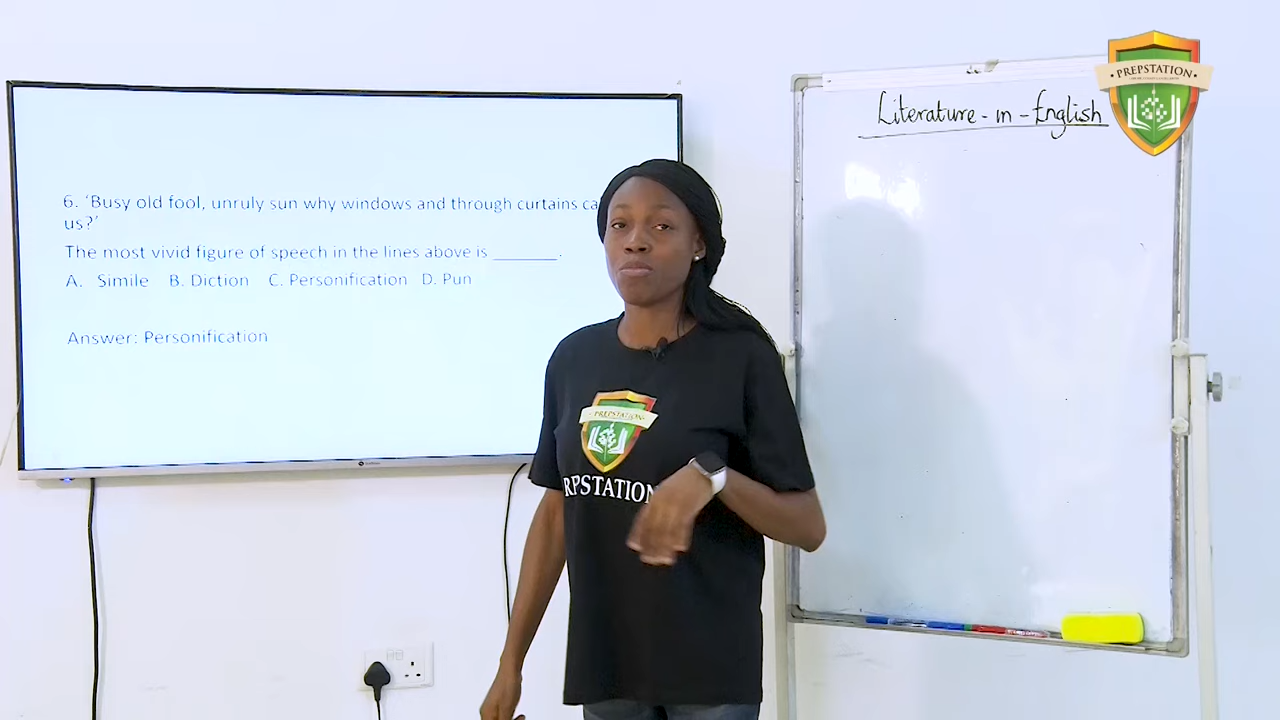 6. ‘Busy old fool, unruly sun why windows and through curtains ca
us?’
The most vivid figure of speech in the lines above is _______.
A. Simile B. Diction C. Personification D. Pun
Answer: Personification
Literature-in-English
PREPSTATION
PREPSTATION
RPSTATION